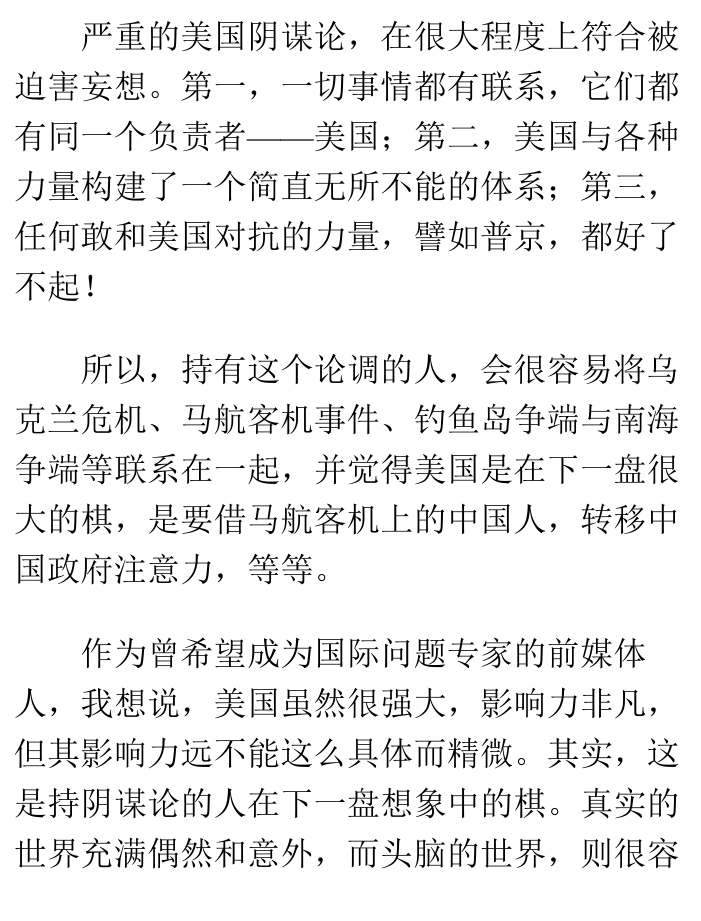 严重的美国阴谋论，在很大程度上符合被
迫害妄想。第一，一切事情都有联系，它们都
有同一个负责者——美国；第二，美国与各种
力量构建了一个简直无所不能的体系；第三，
任何敢和美国对抗的力量，譬如普京，都好了
不起！
所以，持有这个论调的人，会很容易将乌
克兰危机、马航客机事件、钓鱼岛争端与南海
争端等联系在一起，并觉得美国是在下一盘很
大的棋，是要借马航客机上的中国人，转移中
国政府注意力，等等。
作为曾希望成为国际问题专家的前媒体
人，我想说，美国虽然很强大，影响力非凡，
但其影响力远不能这么具体而精微。其实，这
是持阴谋论的人在下一盘想象中的棋。真实的
世界充满偶然和意外，而头脑的世界，则很容